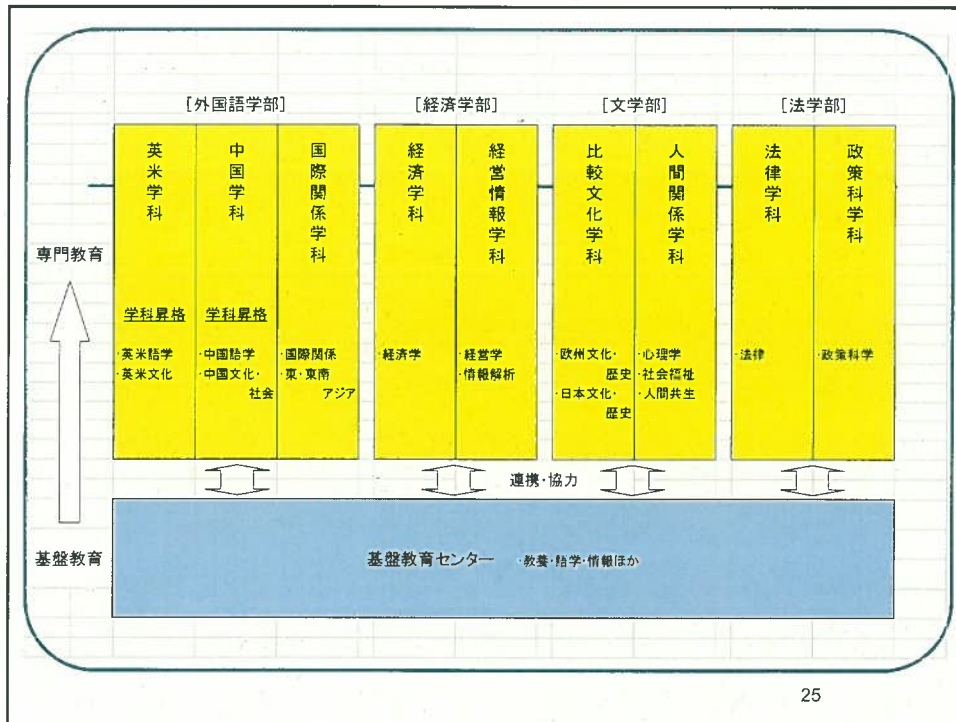 [外国語学部]
[経済学部]
[文学部]
[法学部]
英米学科
中国学科
国際関係学科
経済学科
経営情報学科
比較文化学科
人間関係学科
法律学科
政策科学科
専門教育
学科昇格
学科昇格
・英米語学
・英米文化
・中国語学
・中国文化・
社会
・国際関係
・東・東南
アジア
・経済学
・経営学
・情報解析
・欧州文化・
歴史
・日本文化・
歴史
・心理学
・社会福祉
・人間共生
・法律
・政策科学
連携・協力
基盤教育
基盤教育センター ・教養・語学・情報ほか
25